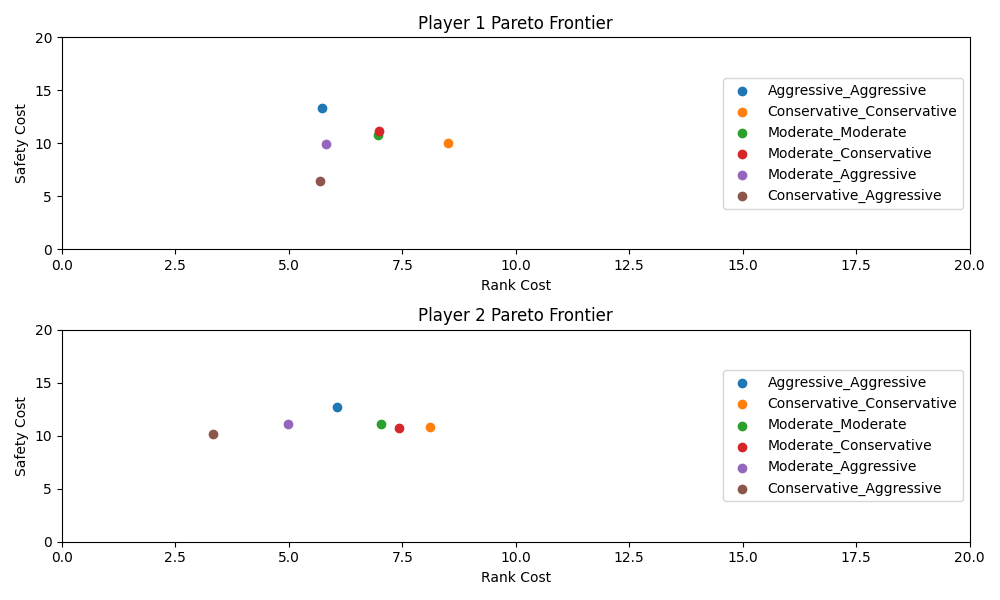 Player 1 Pareto Frontier
Safety Cost
20
15
10
5
0
Aggressive_Aggressive
Conservative_Conservative
Moderate_Moderate
Moderate_Conservative
Moderate_Aggressive
Conservative_Aggressive
0.0 2.5 5.0 7.5 10.0 12.5 15.0 17.5 20.0
Rank Cost
Player 2 Pareto Frontier
Safety Cost
20
15
10
5
0
Aggressive_Aggressive
Conservative_Conservative
Moderate_Moderate
Moderate_Conservative
Moderate_Aggressive
Conservative_Aggressive
0.0 2.5 5.0 7.5 10.0 12.5 15.0 17.5 20.0
Rank Cost